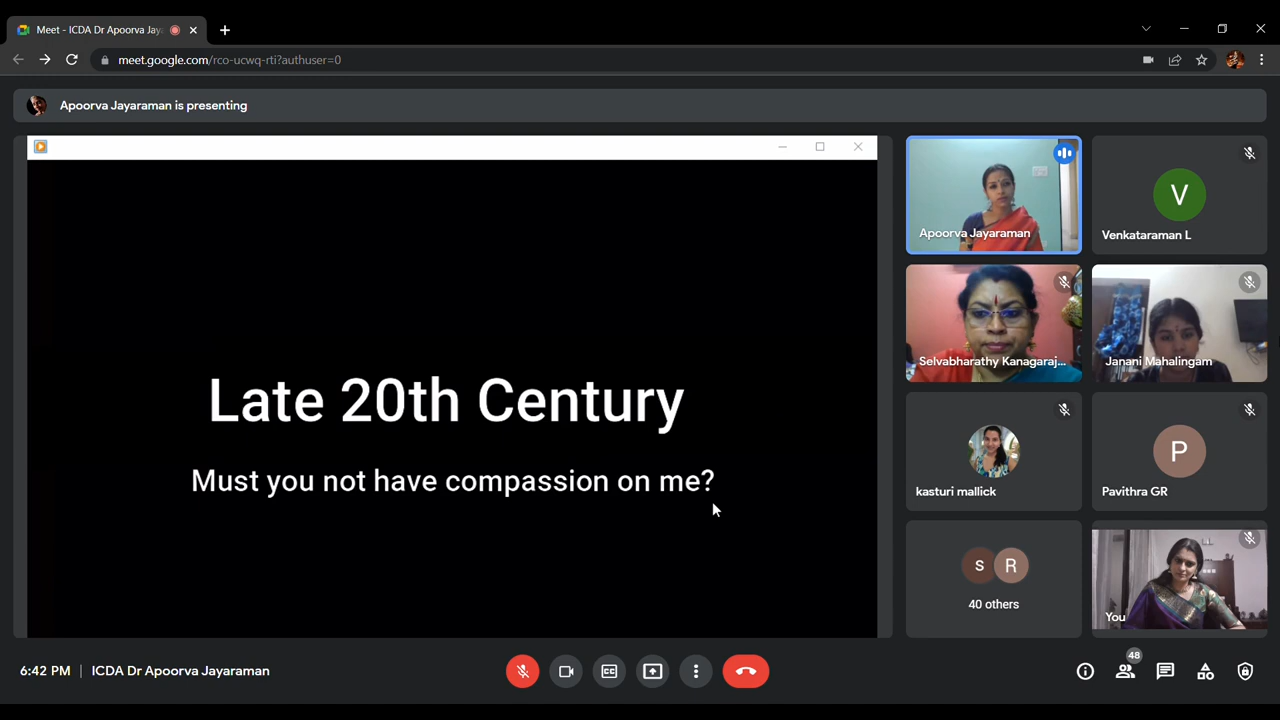 Meet - ICDA Dr Apoorva Jay
meet.google.com/rco-ucwq-rti?authuser=0
Apoorva Jayaraman is presenting
Late 20th Century
Must you not have compassion on me?
Apoorva Jayaraman
V
Venkataraman L
Selvabharathy Kanagaraj...
Janani Mahalingam
kasturi mallick
P
Pavithra GR
S R
40 others
You
6:42 PM | ICDA Dr Apoorva Jayaraman
CC
48